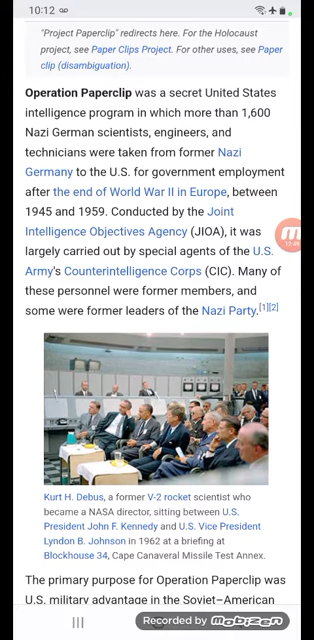 10:12
"Project Paperclip" redirects here. For the Holocaust
project, see Paper Clips Project. For other uses, see Paper
clip (disambiguation).
Operation Paperclip was a secret United States
intelligence program in which more than 1,600
Nazi German scientists, engineers, and
technicians were taken from former Nazi
Germany to the U.S. for government employment
after the end of World War II in Europe, between
1945 and 1959. Conducted by the Joint
Intelligence Objectives Agency (JIOA), it was
largely carried out by special agents of the U.S.
Army's Counterintelligence Corps (CIC). Many of
these personnel were former members, and
some were former leaders of the Nazi Party.[1][2]
Kurt H. Debus, a former V-2 rocket scientist who
became a NASA director, sitting between U.S.
President John F. Kennedy and U.S. Vice President
Lyndon B. Johnson in 1962 at a briefing at
Blockhouse 34, Cape Canaveral Missile Test Annex.
The primary purpose for Operation Paperclip was
U.S. military advantage in the Soviet–American
Recorded by mobizen